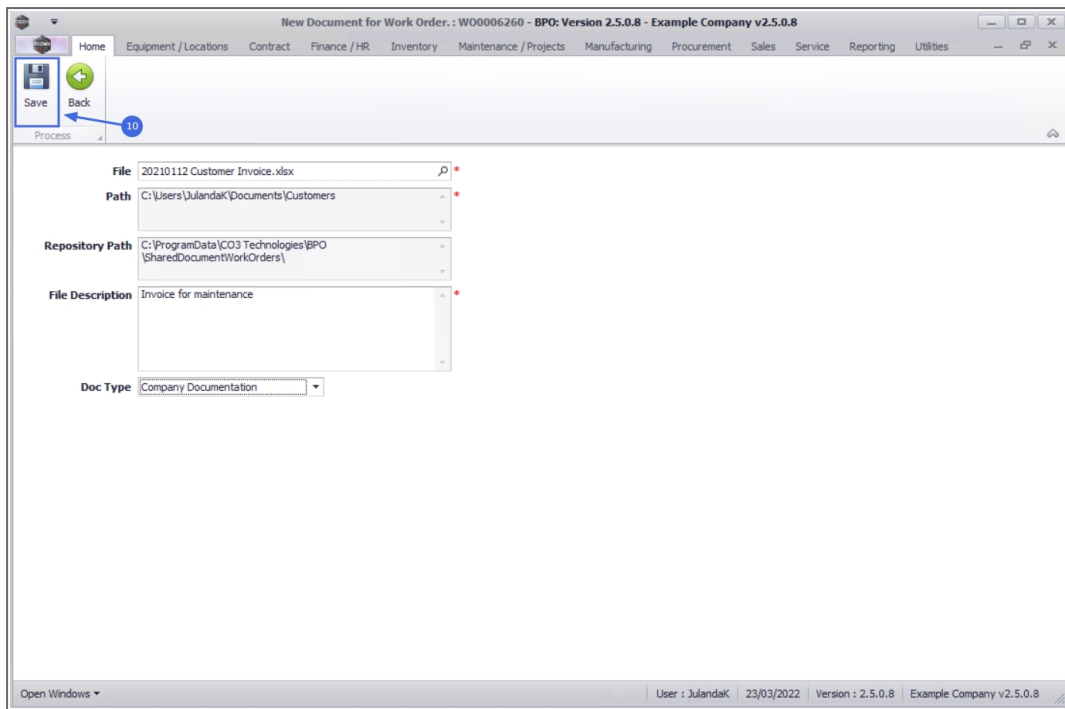 New Document for Work Order. : WO0006260 - BPO: Version 2.5.0.8 - Example Company v2.5.0.8
Home Equipment / Locations Contract Finance / HR Inventory Maintenance / Projects Manufacturing Procurement Sales Service Reporting Utilities
Save Back
10
Process
File 20210112 Customer Invoice.xlsx *
Path C:\Users\JulandaK\Documents\Customers *
Repository Path C:\ProgramData\CO3 Technologies\BPO
\SharedDocumentWorkOrders\
File Description Invoice for maintenance *
Doc Type Company Documentation
Open Windows User : JulandaK 23/03/2022 Version : 2.5.0.8 Example Company v2.5.0.8